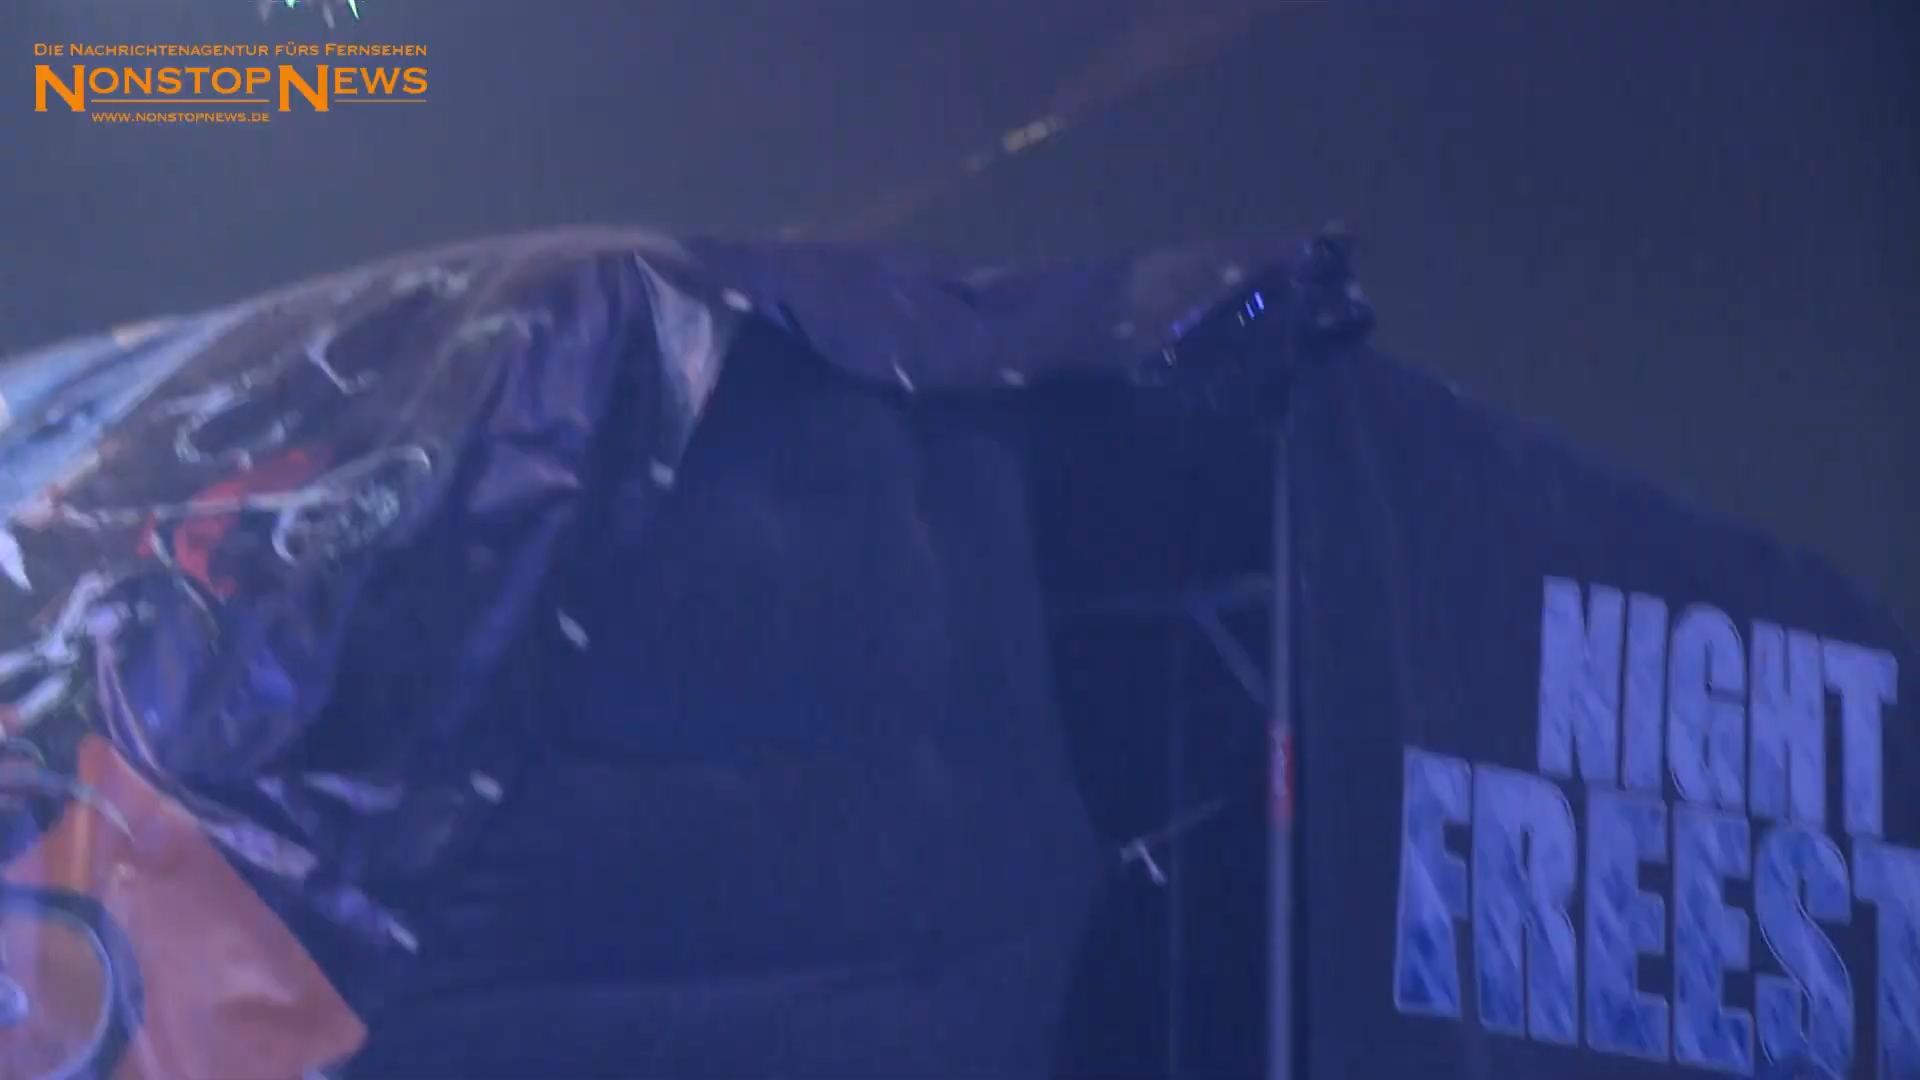 DIE NACHRICHTENAGENTUR FÜRS FERNSEHEN
NONSTOPNEWS
WWW.NONSTOPNEWS.DE
NIGHT
FREEST